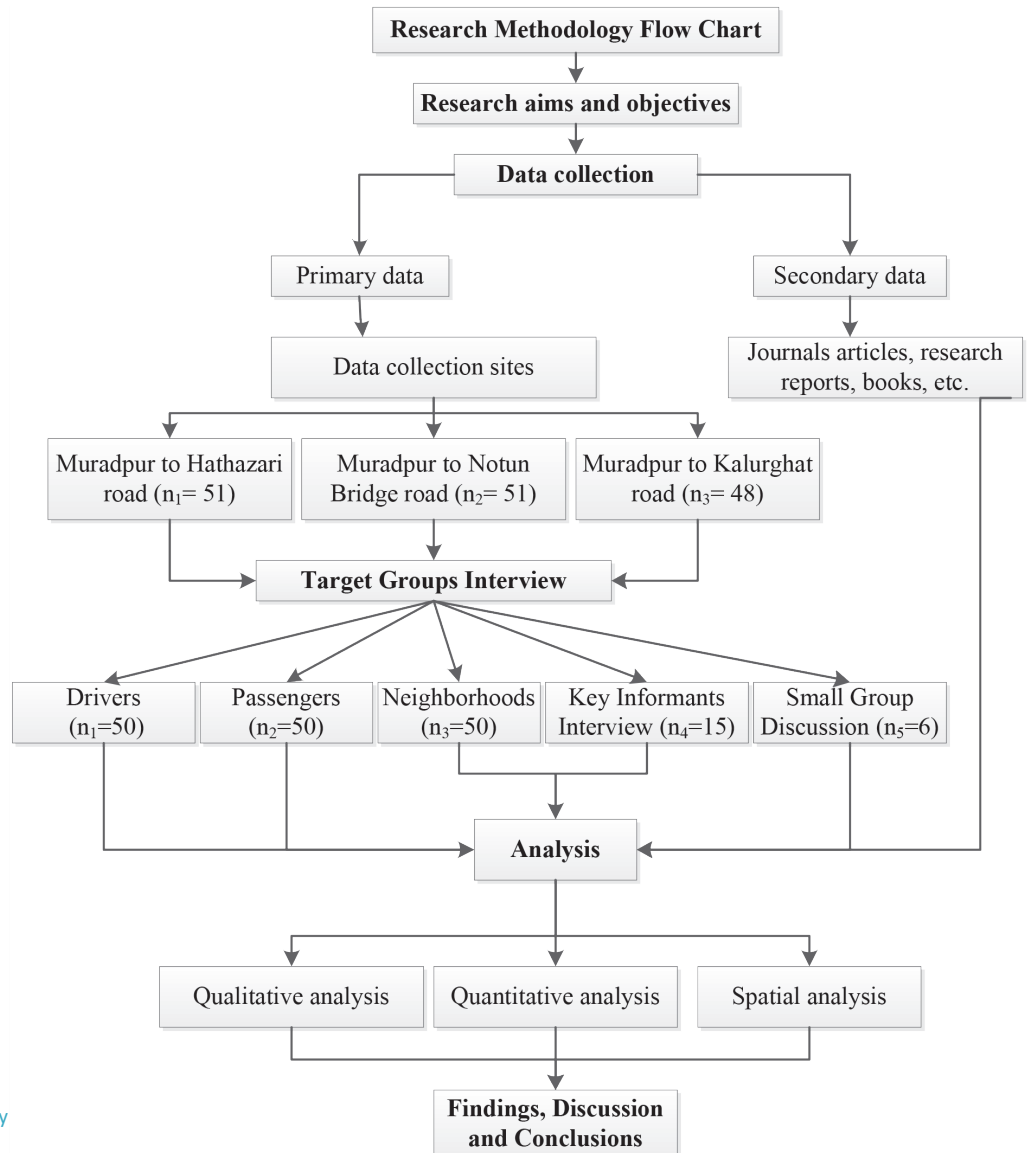 Research Methodology Flow Chart
Research aims and objectives
Data collection
Primary data
Secondary data
Data collection sites
Journals articles, research
reports, books, etc.
Muradpur to Hathazari
road (n₁= 51)
Muradpur to Notun
Bridge road (n₂= 51)
Muradpur to Kalurghat
road (n₃= 48)
Target Groups Interview
Drivers
(n₁=50)
Passengers
(n₂=50)
Neighborhoods
(n₃=50)
Key Informants
Interview (n₄=15)
Small Group
Discussion (n₅=6)
Analysis
Qualitative analysis
Quantitative analysis
Spatial analysis
Findings, Discussion
and Conclusions
y